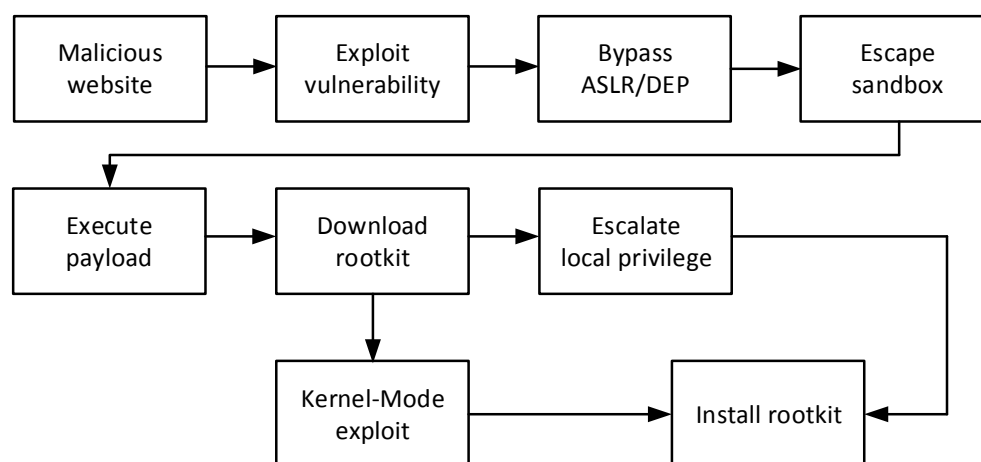 Malicious
website
Exploit
vulnerability
Bypass
ASLR/DEP
Escape
sandbox
Execute
payload
Download
rootkit
Escalate
local privilege
Kernel-Mode
exploit
Install rootkit